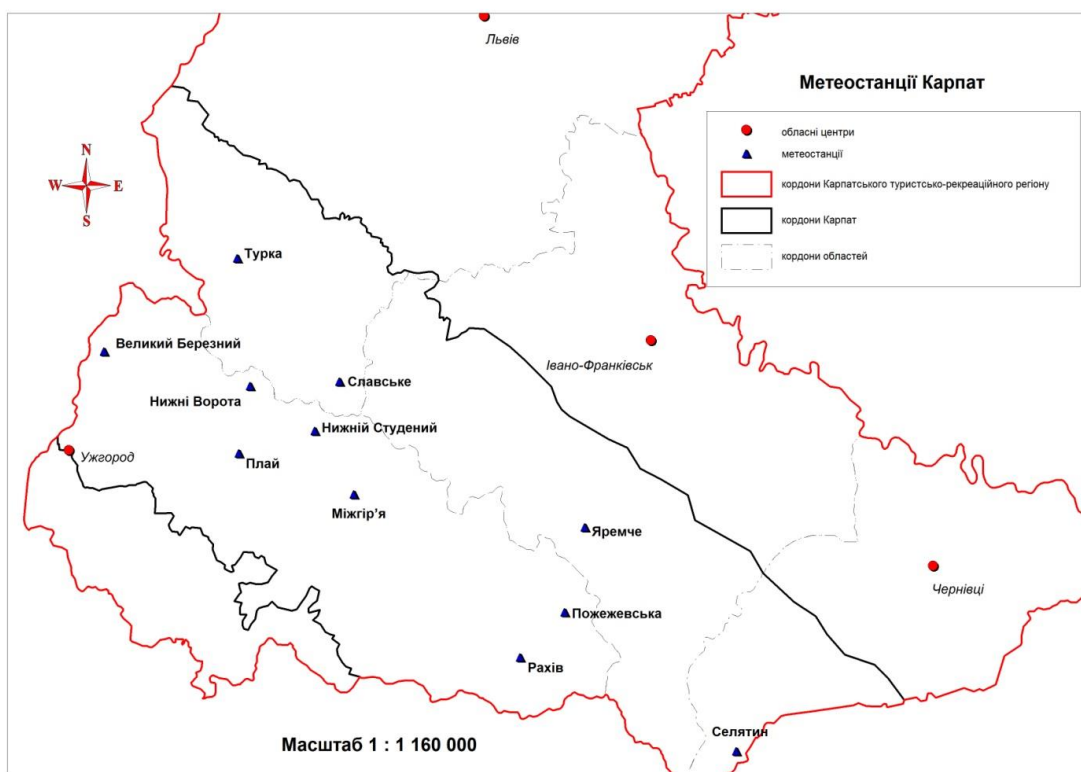 Львів
Метеостанції Карпат
обласні центри
метеостанції
кордони Карпатського туристсько-рекреаційного регіону
кордони Карпат
кордони областей
N
W E
S
Турка
Великий Березний
Івано-Франківськ
Славське
Нижні Ворота
Нижній Студений
Ужгород
Плай
Міжгір'я
Яремче
Чернівці
Пожежевська
Рахів
Селятин
Масштаб 1 : 1 160 000